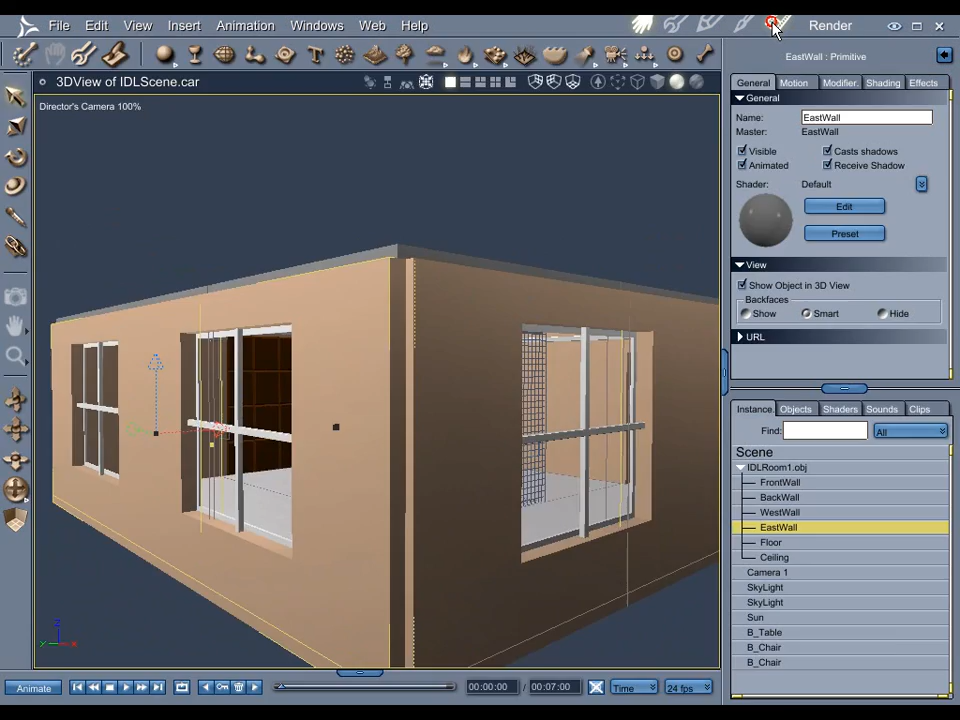 File Edit View Insert Animation Windows Web Help Render
EastWall : Primitive
3DView of IDLScene.car
General Motion Modifier. Shading Effects
Director's Camera 100%
General
Name: EastWall
Master: EastWall
Visible Casts shadows
Animated Receive Shadow
Shader: Default
Edit
Preset
View
Show Object in 3D View
Backfaces
Show Smart Hide
URL
Instance Objects Shaders Sounds Clips
Find: All
Scene
IDLRoom1.obj
FrontWall
BackWall
WestWall
EastWall
Floor
Ceiling
Camera 1
SkyLight
SkyLight
Sun
B_Table
B_Chair
B_Chair
Z
Y X
Animate 00:00:00 / 00:07:00 Time 24 fps